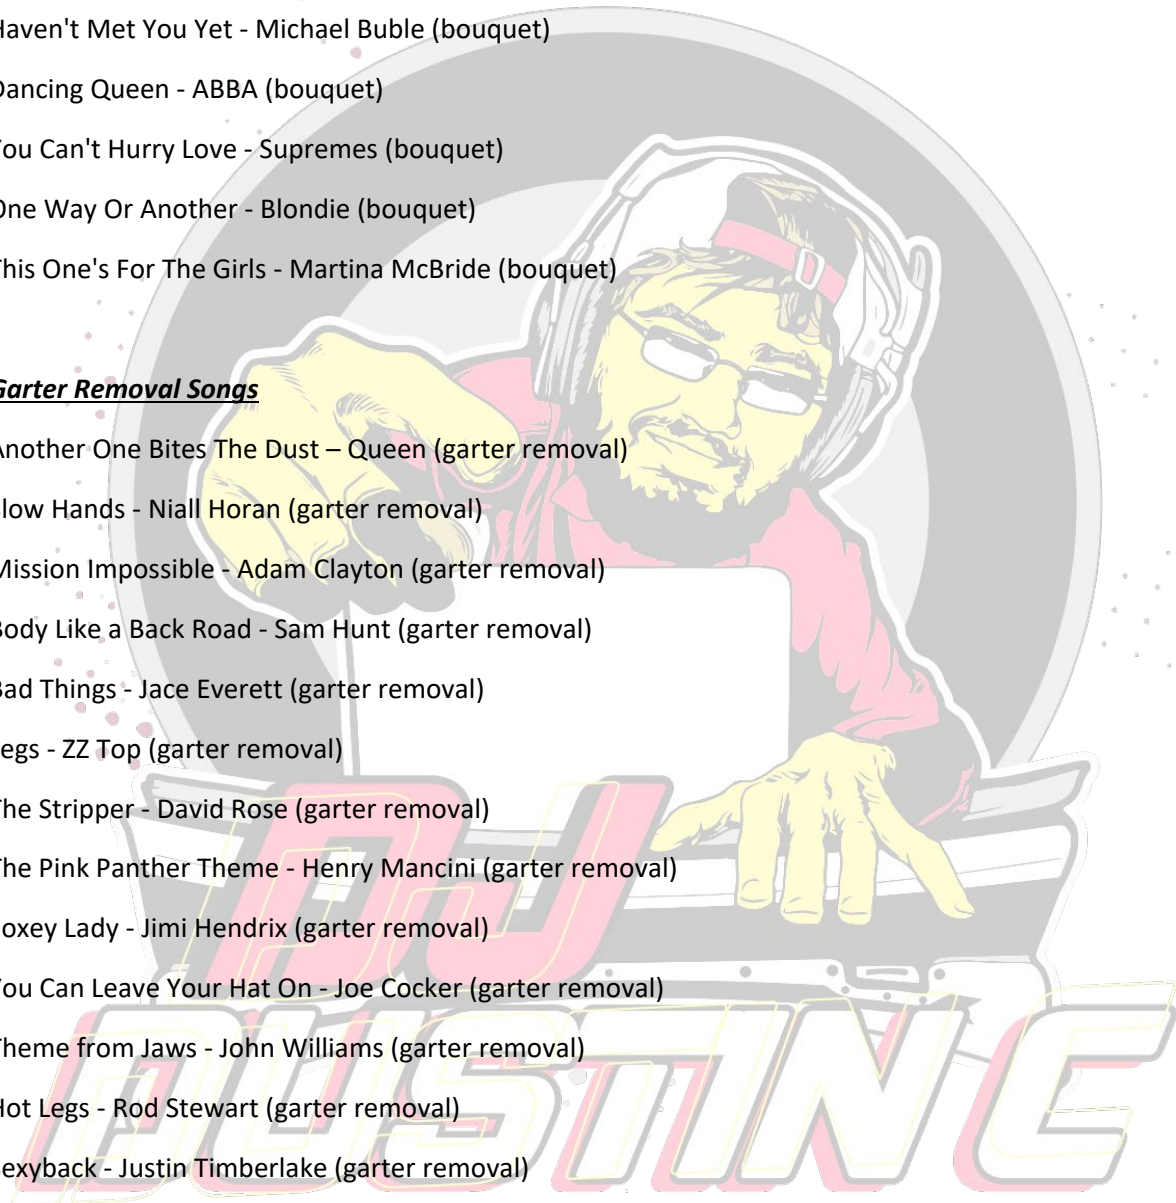 Haven't Met You Yet - Michael Buble (bouquet)
Dancing Queen - ABBA (bouquet)
You Can't Hurry Love - Supremes (bouquet)
One Way Or Another - Blondie (bouquet)
This One's For The Girls - Martina McBride (bouquet)
Garter Removal Songs
Another One Bites The Dust – Queen (garter removal)
low Hands - Niall Horan (garter removal)
Mission Impossible - Adam Clayton (garter removal)
Body Like a Back Road - Sam Hunt (garter removal)
Bad Things - Jace Everett (garter removal)
egs - ZZ Top (garter removal)
The Stripper - David Rose (garter removal)
The Pink Panther Theme - Henry Mancini (garter removal)
oxey Lady - Jimi Hendrix (garter removal)
You Can Leave Your Hat On - Joe Cocker (garter removal)
Theme from Jaws - John Williams (garter removal)
Hot Legs - Rod Stewart (garter removal)
exyback - Justin Timberlake (garter removal)
DJ
DUSTIN C